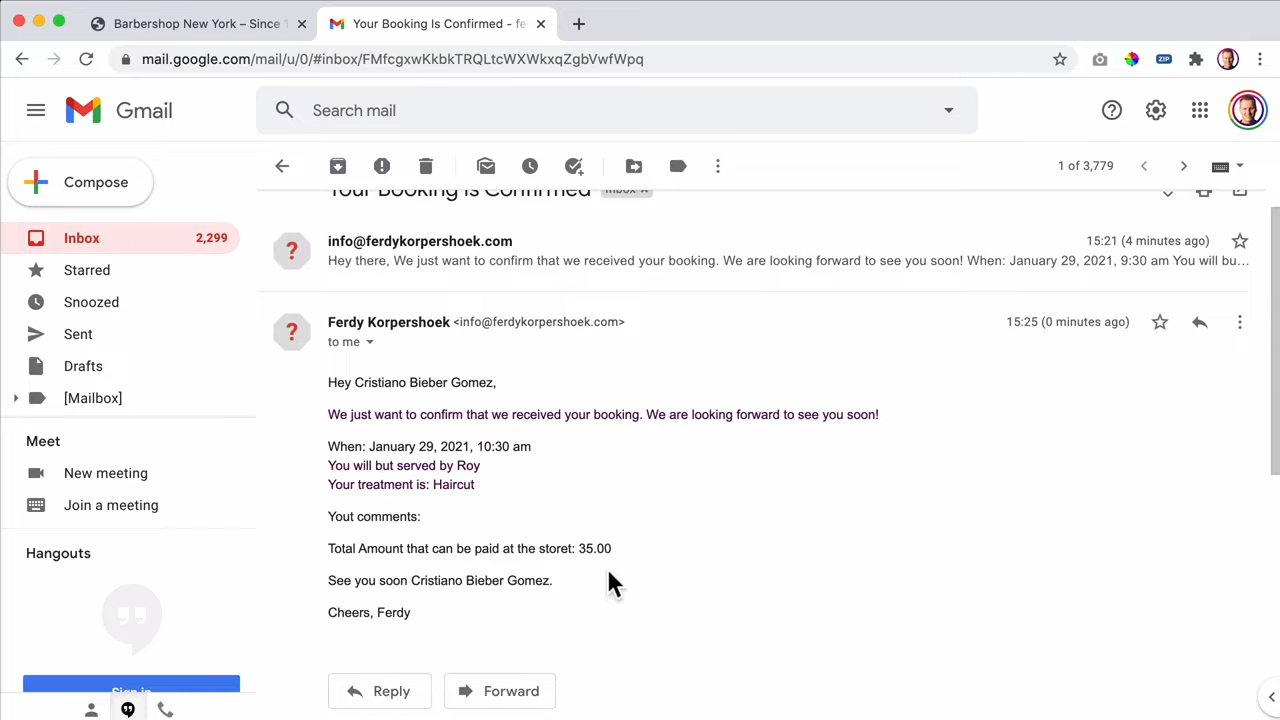 Barbershop New York – Since 1
Your Booking Is Confirmed - fe
mail.google.com/mail/u/0/#inbox/FMfcgxwKkbkTRQLtcWXWkxqZgbVwfWpq
ZIP
Gmail
Search mail
Compose
1 of 3,779
Your Booking Is Confirmed
Inbox
Inbox 2,299
Starred
Snoozed
Sent
Drafts
[Mailbox]
Meet
New meeting
Join a meeting
Hangouts
Sign in
info@ferdykorpershoek.com
15:21 (4 minutes ago)
Hey there, We just want to confirm that we received your booking. We are looking forward to see you soon! When: January 29, 2021, 9:30 am You will bu...
Ferdy Korpershoek <info@ferdykorpershoek.com>
15:25 (0 minutes ago)
to me
Hey Cristiano Bieber Gomez,
We just want to confirm that we received your booking. We are looking forward to see you soon!
When: January 29, 2021, 10:30 am
You will but served by Roy
Your treatment is: Haircut
Yout comments:
Total Amount that can be paid at the storet: 35.00
See you soon Cristiano Bieber Gomez.
Cheers, Ferdy
Reply
Forward